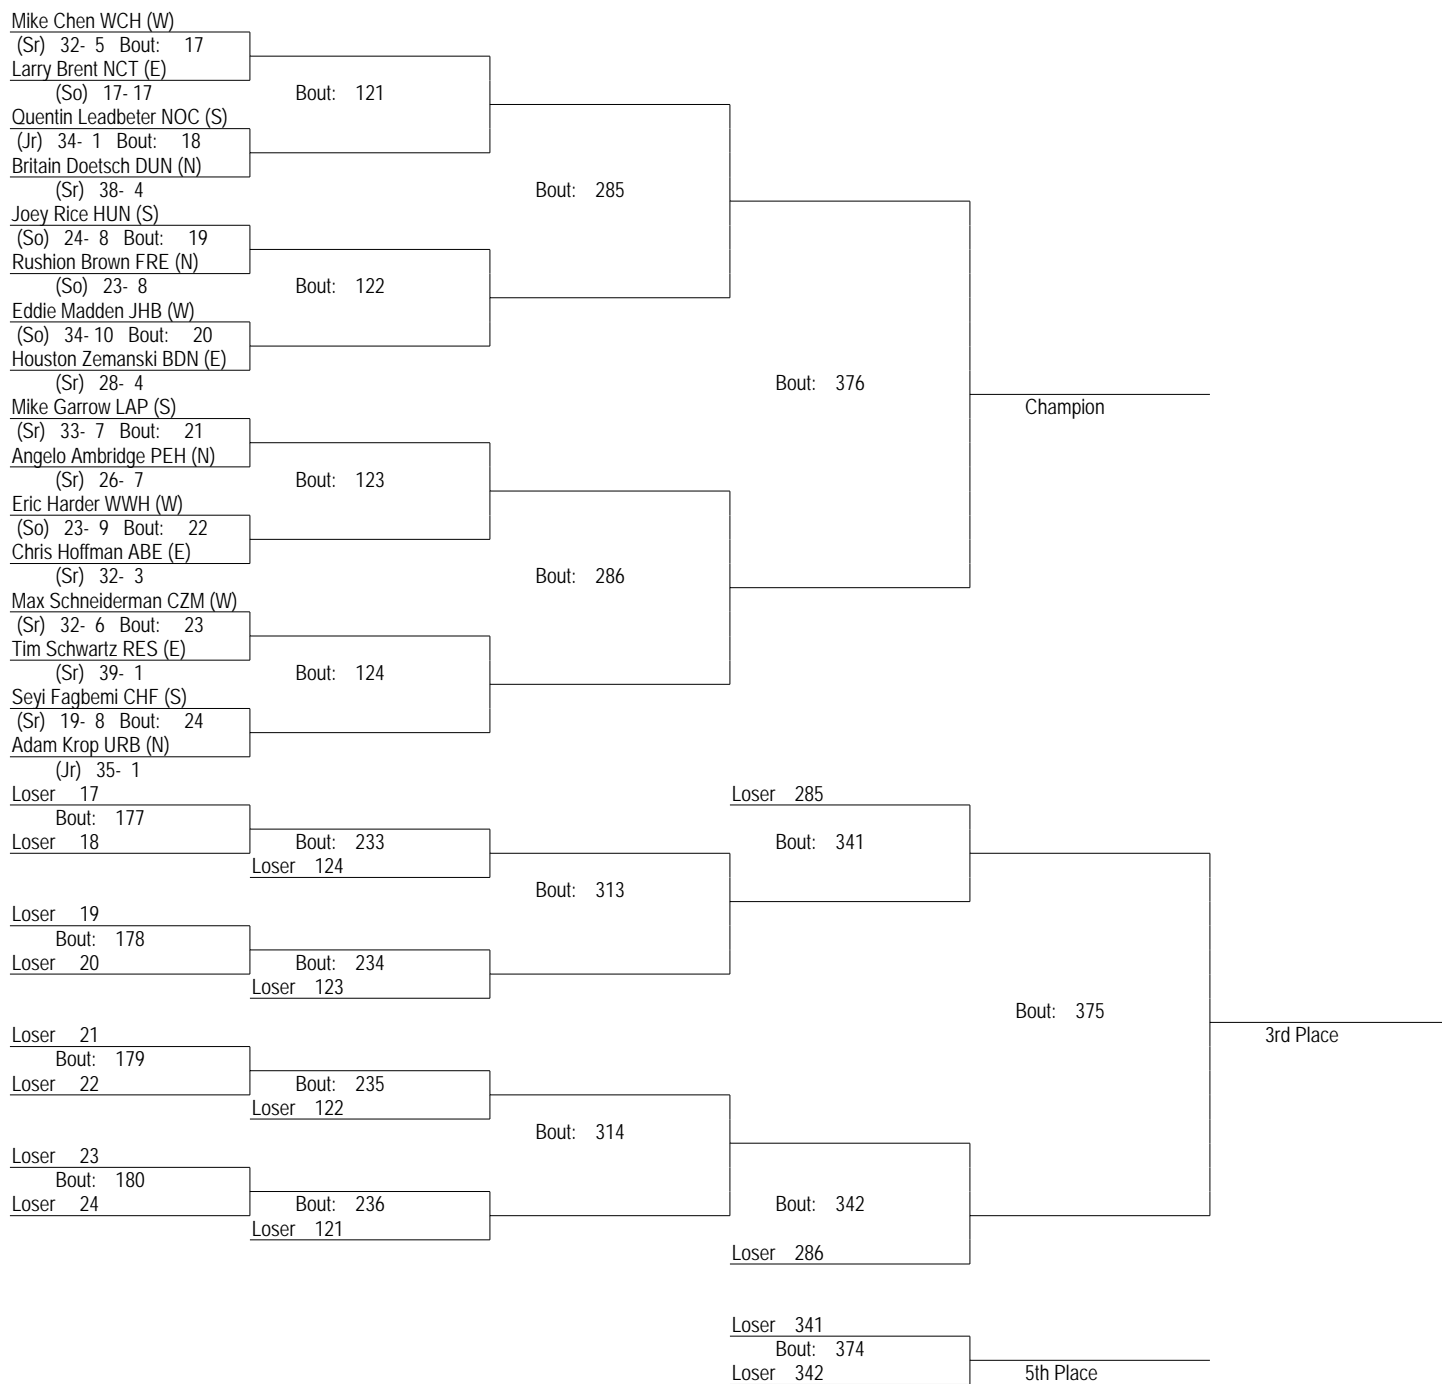 Mike Chen WCH (W)
(Sr) 32- 5 Bout: 17
Larry Brent NCT (E)
(So) 17- 17
Bout: 121
Quentin Leadbeter NOC (S)
(Jr) 34- 1 Bout: 18
Britain Doetsch DUN (N)
(Sr) 38- 4
Bout: 285
Joey Rice HUN (S)
(So) 24- 8 Bout: 19
Rushion Brown FRE (N)
(So) 23- 8
Bout: 122
Eddie Madden JHB (W)
(So) 34- 10 Bout: 20
Houston Zemanski BDN (E)
(Sr) 28- 4
Bout: 376
Champion
Mike Garrow LAP (S)
(Sr) 33- 7 Bout: 21
Angelo Ambridge PEH (N)
(Sr) 26- 7
Bout: 123
Eric Harder WWH (W)
(So) 23- 9 Bout: 22
Chris Hoffman ABE (E)
(Sr) 32- 3
Bout: 286
Max Schneiderman CZM (W)
(Sr) 32- 6 Bout: 23
Tim Schwartz RES (E)
(Sr) 39- 1
Bout: 124
Seyi Fagbemi CHF (S)
(Sr) 19- 8 Bout: 24
Adam Krop URB (N)
(Jr) 35- 1
Loser 17
Loser 285
Bout: 177
Loser 18
Bout: 233
Bout: 341
Loser 124
Bout: 313
Loser 19
Bout: 178
Loser 20
Bout: 234
Loser 123
Bout: 375
Loser 21
3rd Place
Bout: 179
Loser 22
Bout: 235
Loser 122
Bout: 314
Loser 23
Bout: 180
Loser 24
Bout: 236
Bout: 342
Loser 121
Loser 286
Loser 341
Bout: 374
Loser 342
5th Place